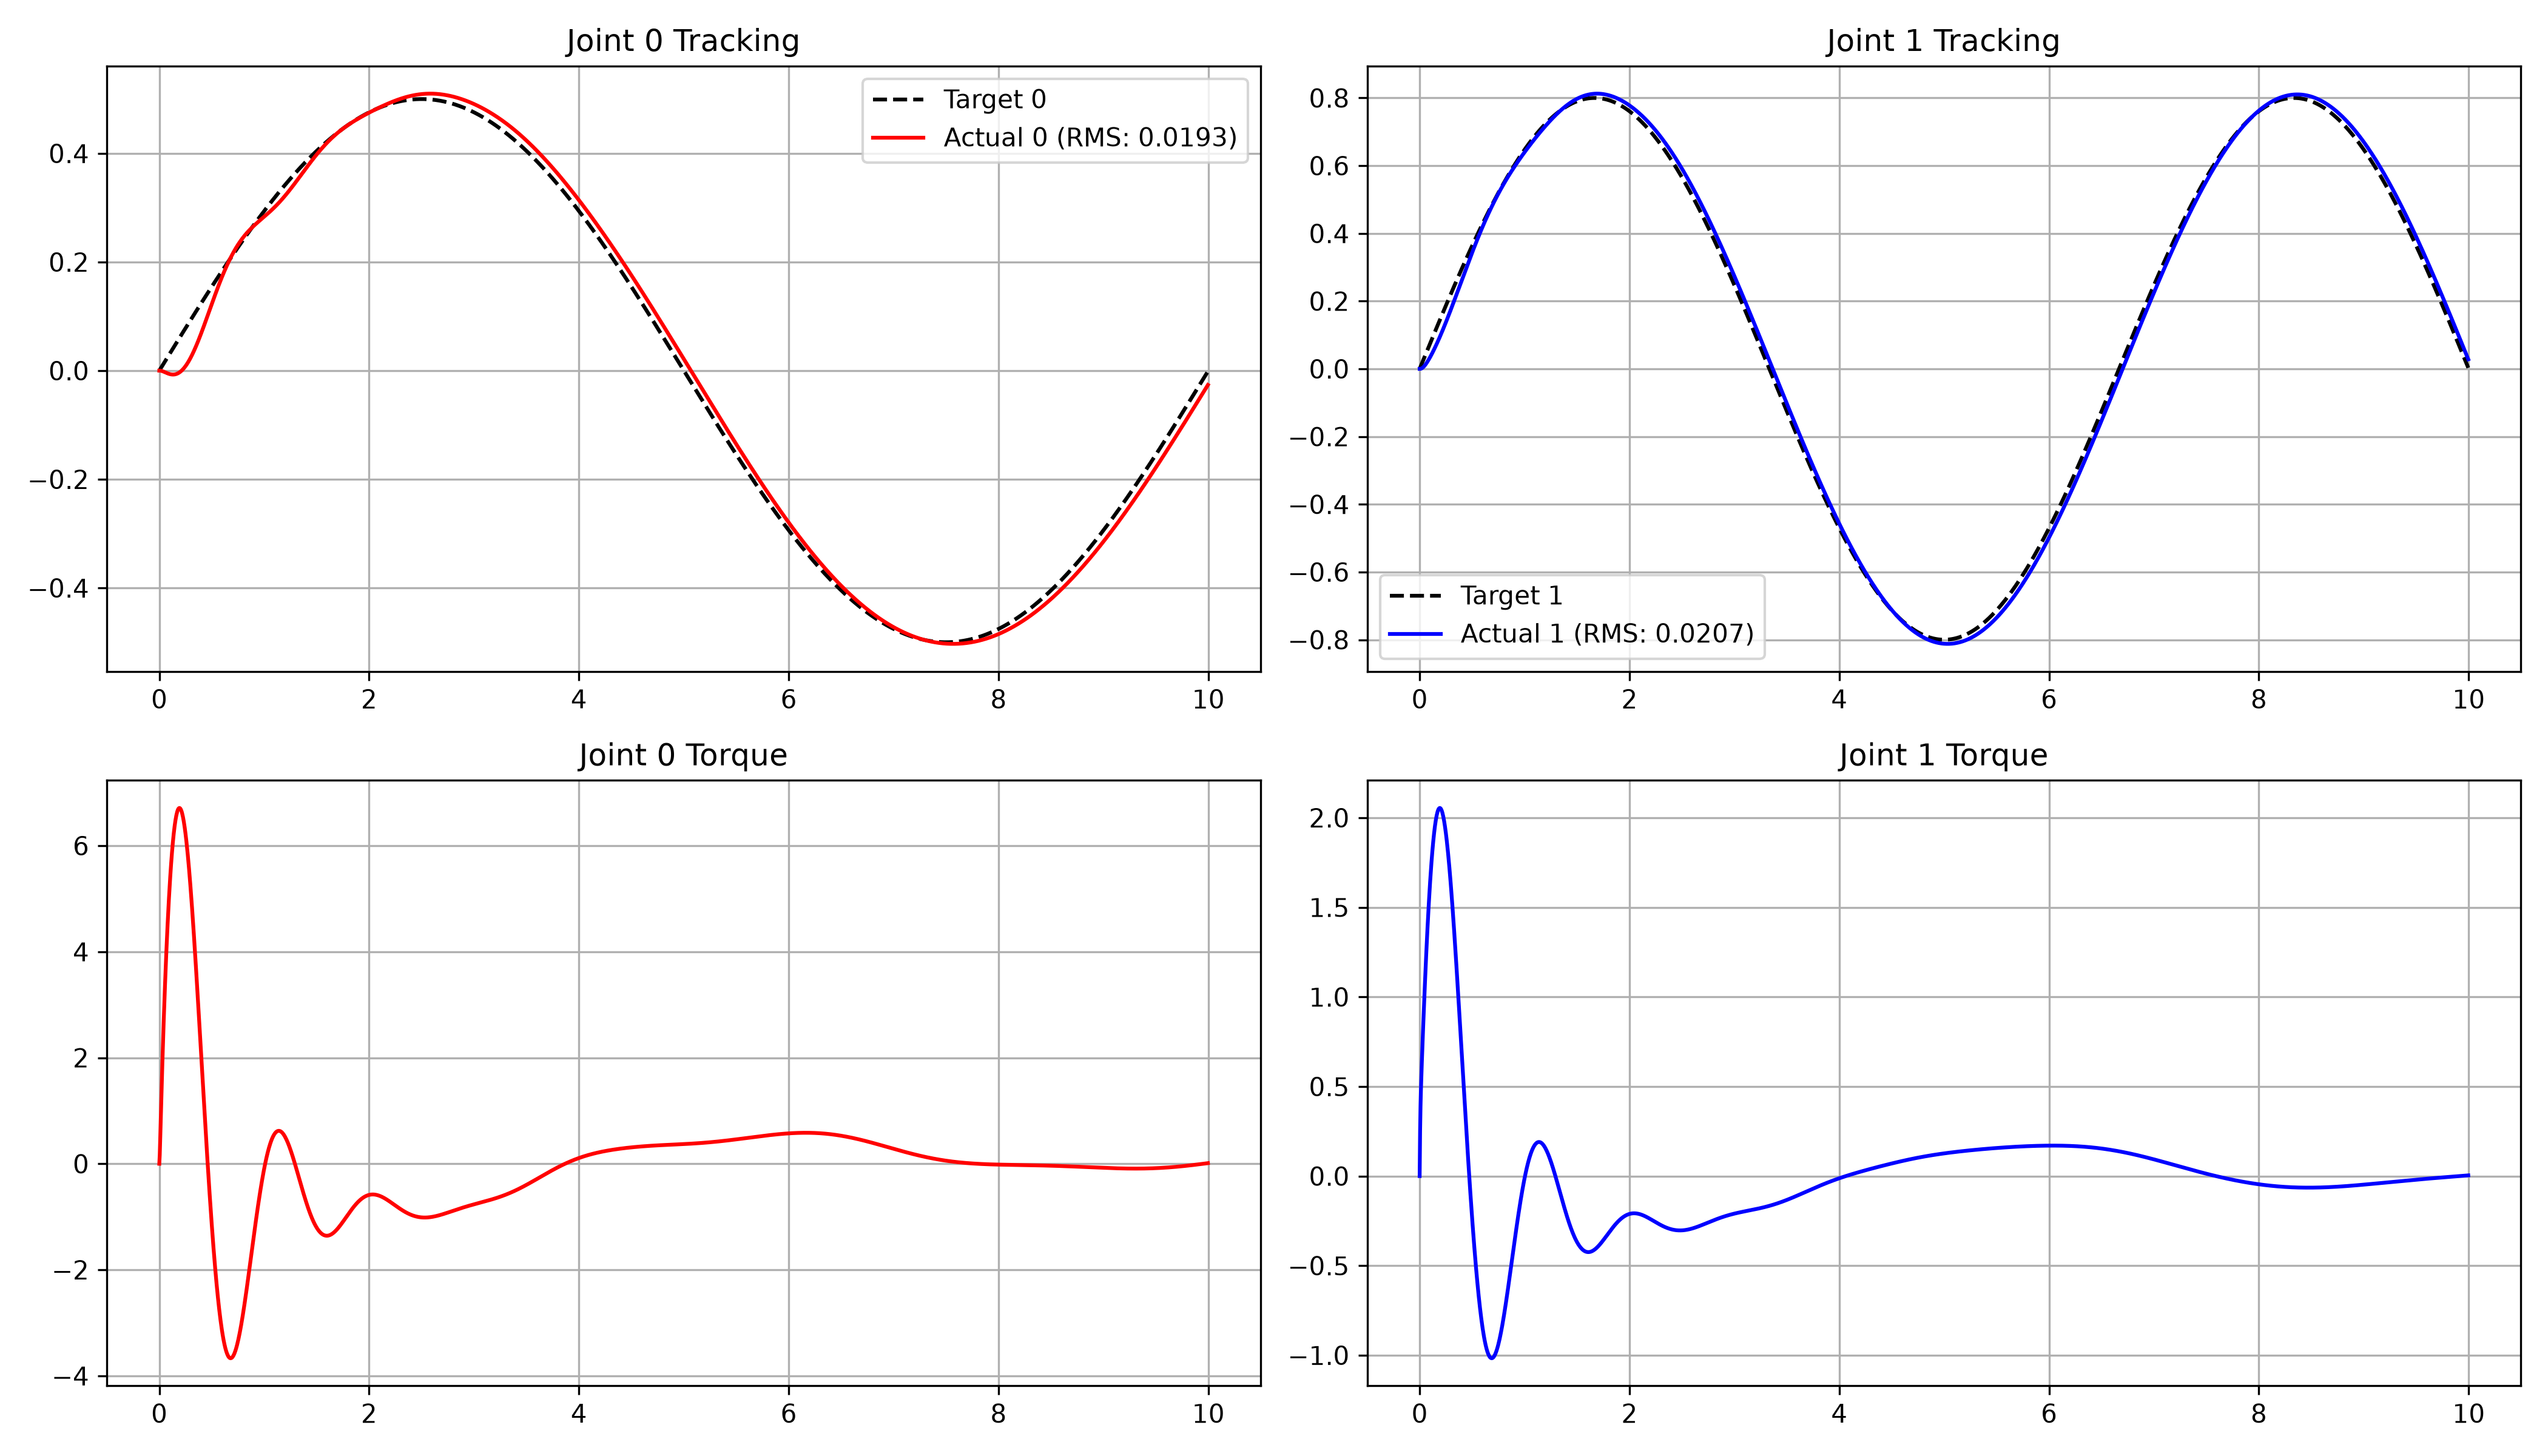 Joint 0 Tracking
Target 0
Actual 0 (RMS: 0.0193)
0.4
0.2
0.0
−0.2
−0.4
0 2 4 6 8 10
Joint 1 Tracking
0.8
0.6
0.4
0.2
0.0
−0.2
−0.4
−0.6
−0.8
Target 1
Actual 1 (RMS: 0.0207)
0 2 4 6 8 10
Joint 0 Torque
6
4
2
0
−2
−4
0 2 4 6 8 10
Joint 1 Torque
2.0
1.5
1.0
0.5
0.0
−0.5
−1.0
0 2 4 6 8 10